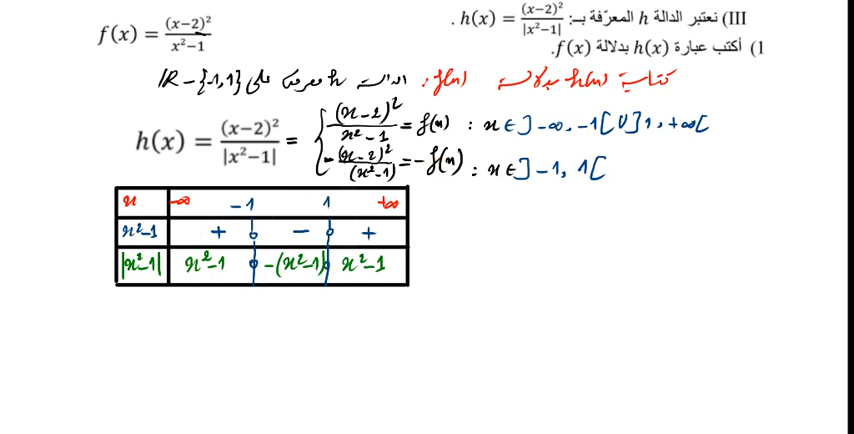 III) نعتبر الدالة h المعرّفة بـ: h(x) = (x−2)²/|x²−1| .
f(x) = (x−2)²/(x²−1)
1) أكتب عبارة h(x) بدلالة f(x).
كتابة h(x) بدلالة f(x): الدالة h معرفة على ℝ − {-1,1}
h(x) = (x−2)²/|x²−1| = { (x−2)²/(x²−1) = f(x) : x ∈ ]−∞, −1[ ∪ ]1, +∞[
−(x−2)²/(x²−1) = −f(x) : x ∈ ]−1, 1[
x −∞ −1 1 +∞
x²−1 + 0 − 0 +
|x²−1| x²−1 0 −(x²−1) 0 x²−1